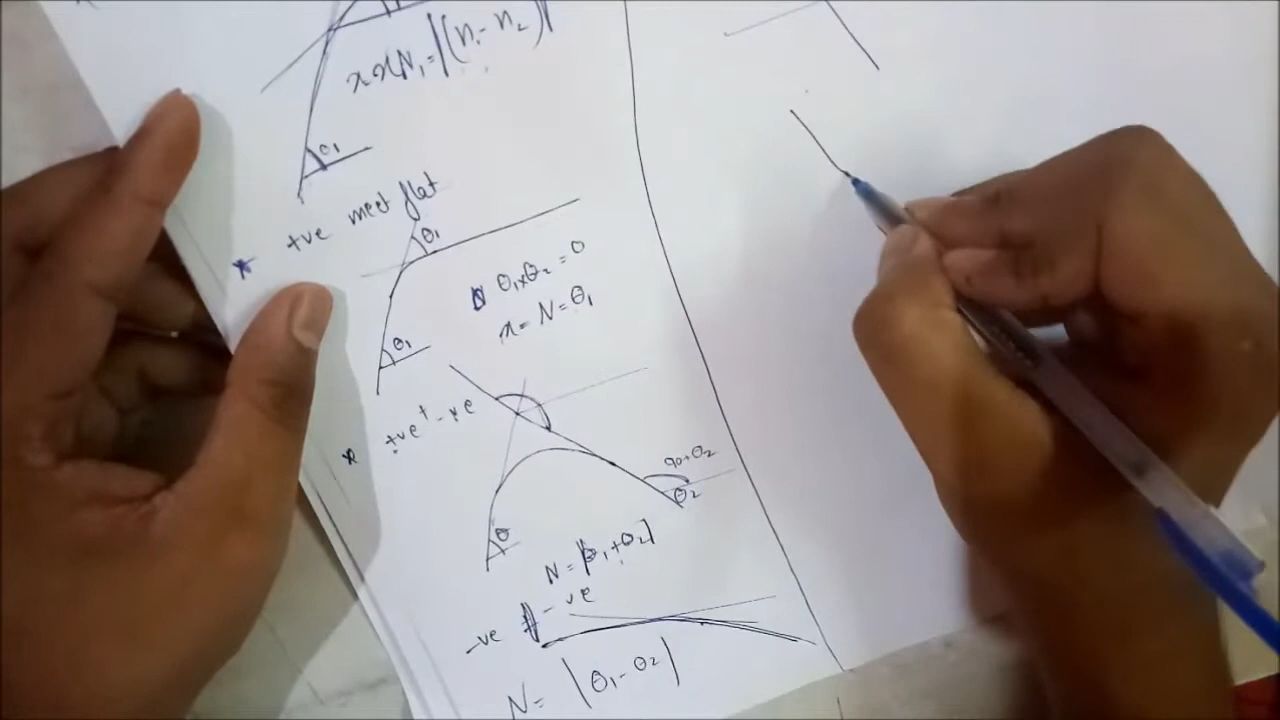 N₁ = |(n₁ - n₂)|
θ₁
* +ve meet flat
θ₁
θ₁×θ₂ = 0
N = θ₁
θ₁
* +ve + -ve
90+θ₂
θ₂
θ
N = |θ₁+θ₂|
-ve -ve
N = |θ₁-θ₂|